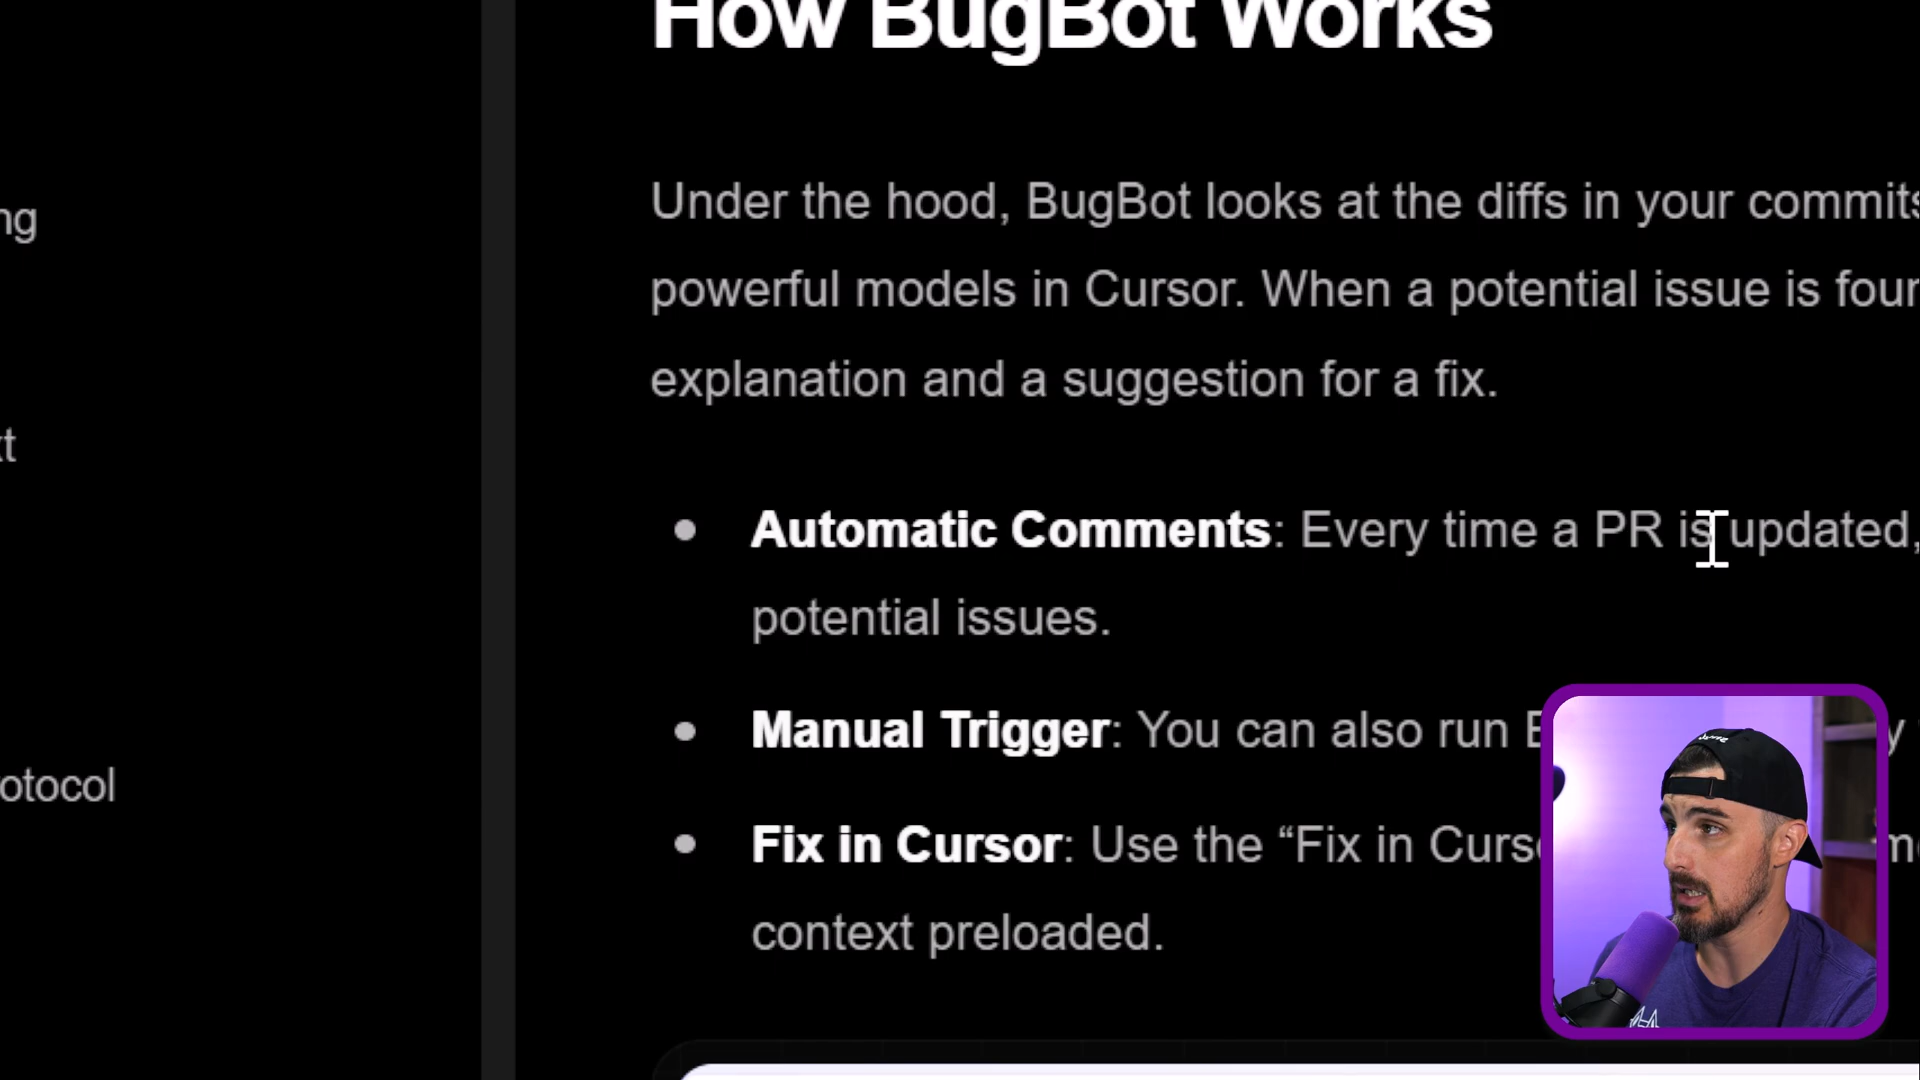 How BugBot Works
Under the hood, BugBot looks at the diffs in your commits
ng
powerful models in Cursor. When a potential issue is
explanation and a suggestion for a fix.
xt
Automatic Comments: Every time a PR is updated,
potential issues.
Manual Trigger: You can also run
otocol
Fix in Cursor: Use the “Fix in
context preloaded.